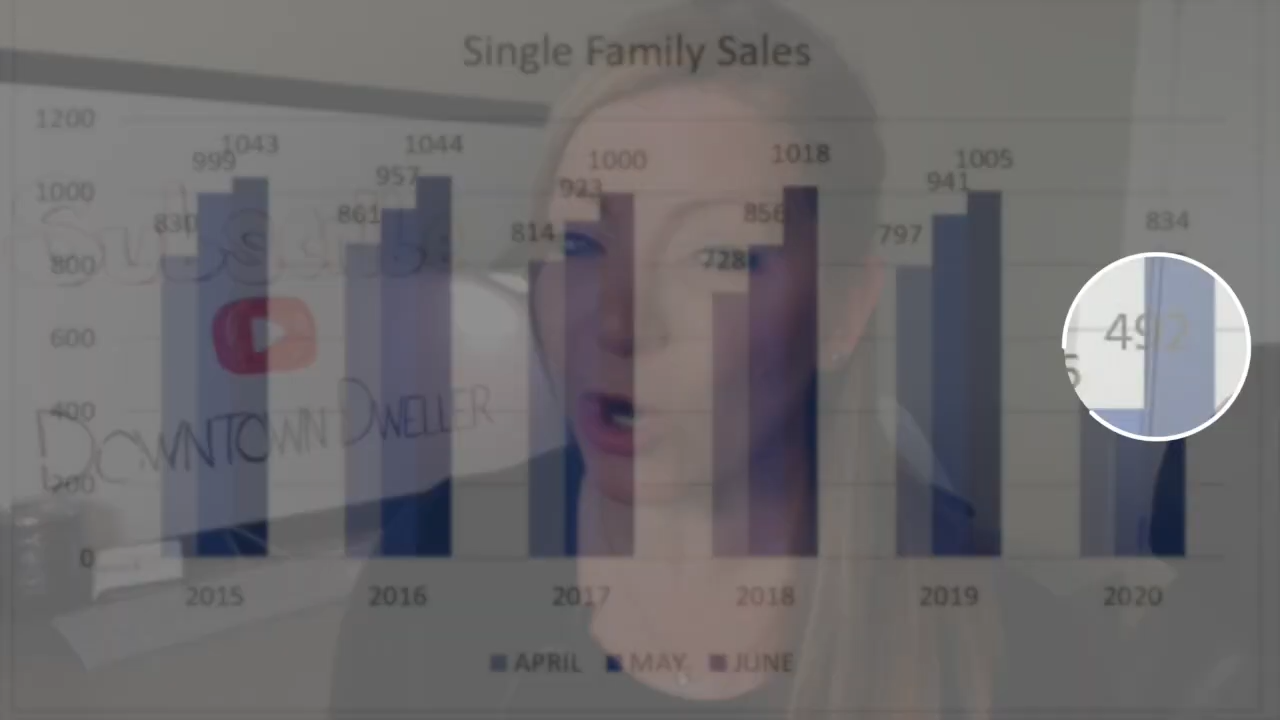 Single Family Sales
1200
1000
800
600
400
200
0
830 999 1043
861 957 1044
814 923 1000
728 856 1018
797 941 1005
492 834
2015 2016 2017 2018 2019 2020
APRIL MAY JUNE
DOWNTOWN DWELLER